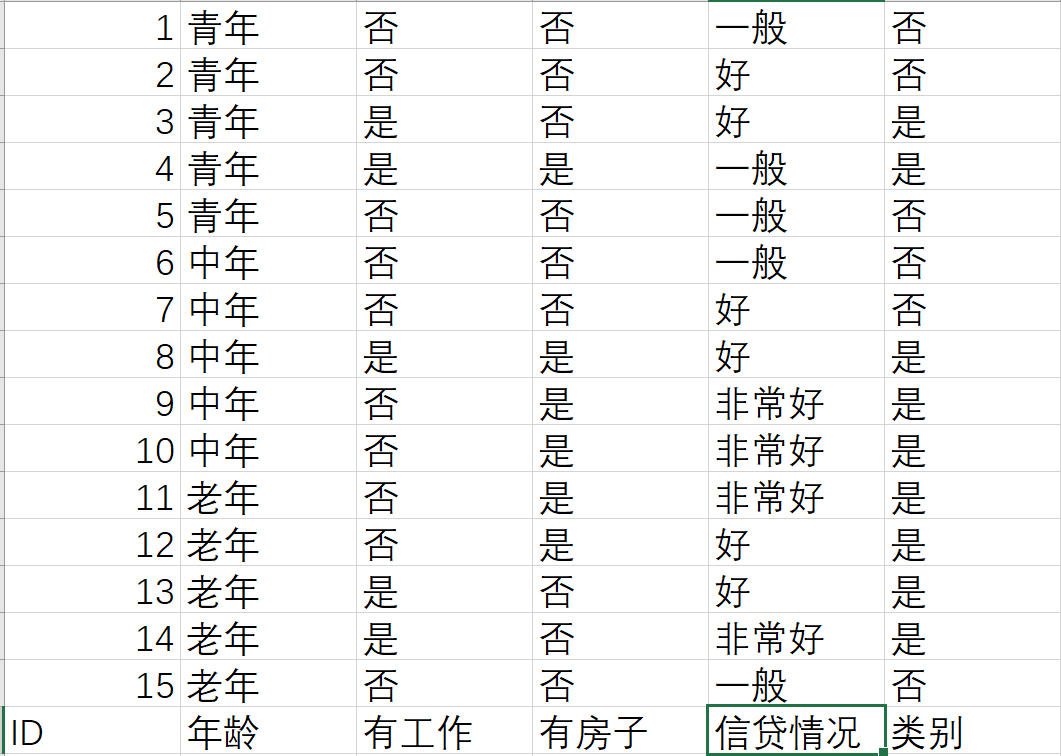 1 青年 否 否 一般 否
2 青年 否 否 好 否
3 青年 是 否 好 是
4 青年 是 是 一般 是
5 青年 否 否 一般 否
6 中年 否 否 一般 否
7 中年 否 否 好 否
8 中年 是 是 好 是
9 中年 否 是 非常好 是
10 中年 否 是 非常好 是
11 老年 否 是 非常好 是
12 老年 否 是 好 是
13 老年 是 否 好 是
14 老年 是 否 非常好 是
15 老年 否 否 一般 否
ID 年龄 有工作 有房子 信贷情况 类别